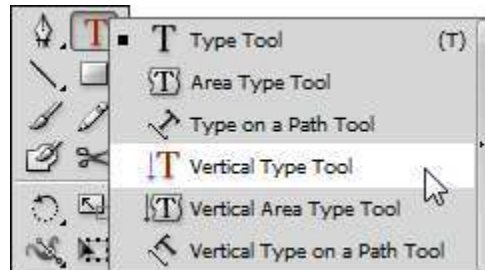 Type Tool (T)
Area Type Tool
Type on a Path Tool
Vertical Type Tool
Vertical Area Type Tool
Vertical Type on a Path Tool